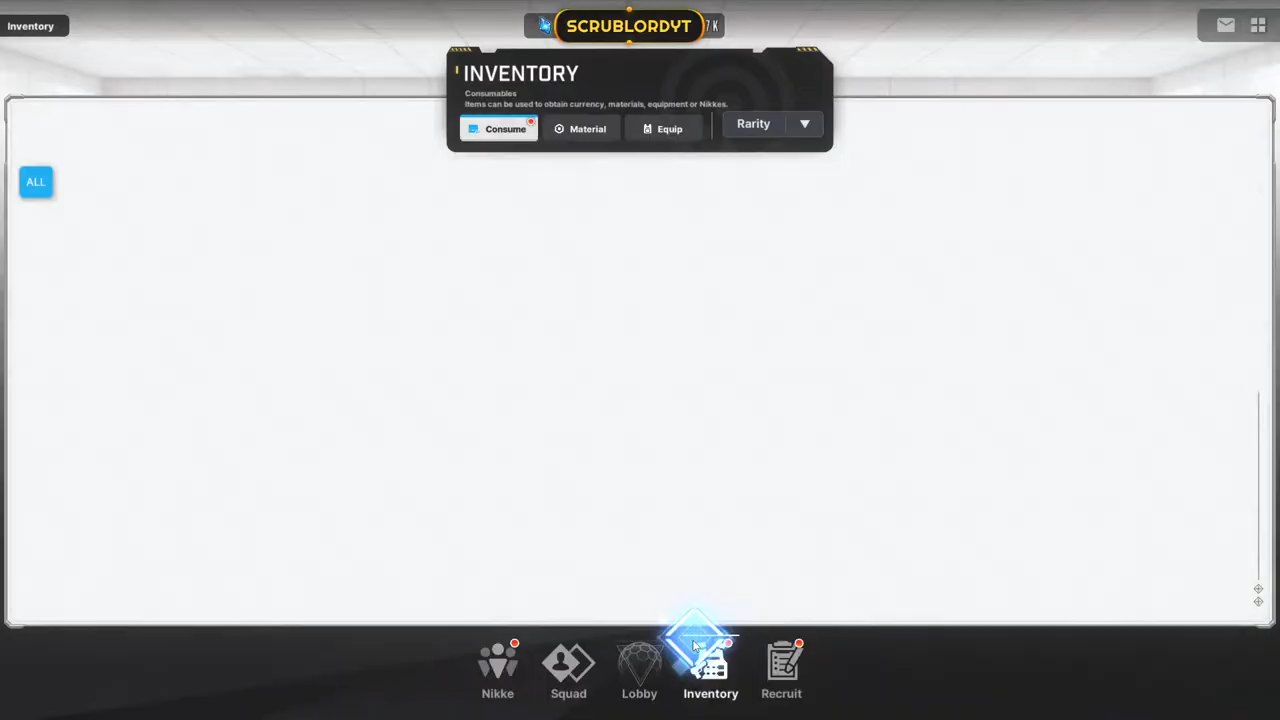 Inventory
SCRUBLORDYT
7 K
INVENTORY
Consumables
Items can be used to obtain currency, materials, equipment or Nikkes.
Consume
Material
Equip
Rarity
ALL
Nikke
Squad
Lobby
Inventory
Recruit